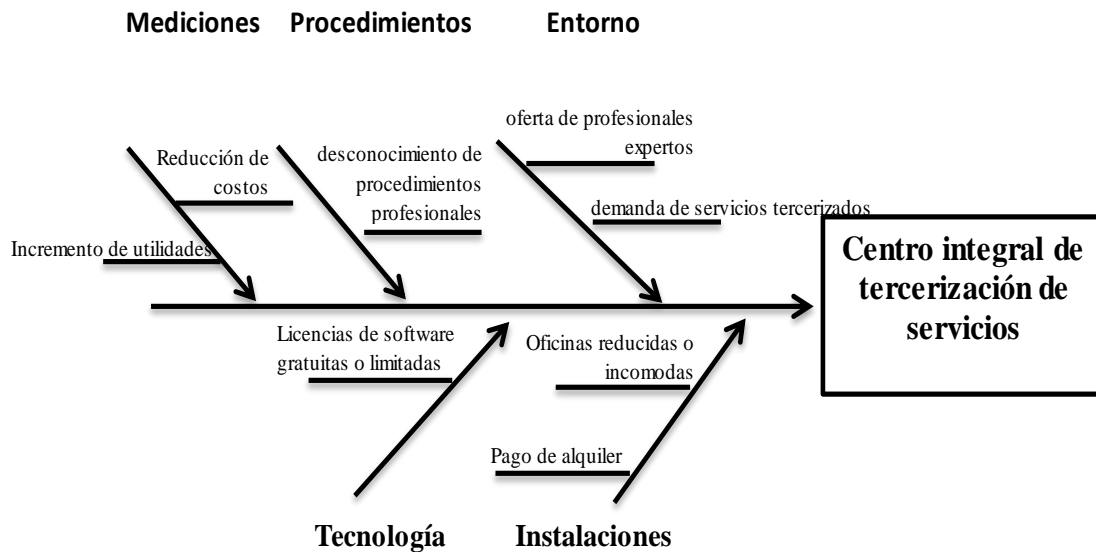 Mediciones Procedimientos Entorno
oferta de profesionales
expertos
Reducción de
costos
desconocimiento de
procedimientos
profesionales
demanda de servicios tercerizados
Incremento de utilidades
Centro integral de
tercerización de
servicios
Licencias de software
gratuitas o limitadas
Oficinas reducidas o
incomodas
Pago de alquiler
Tecnología Instalaciones